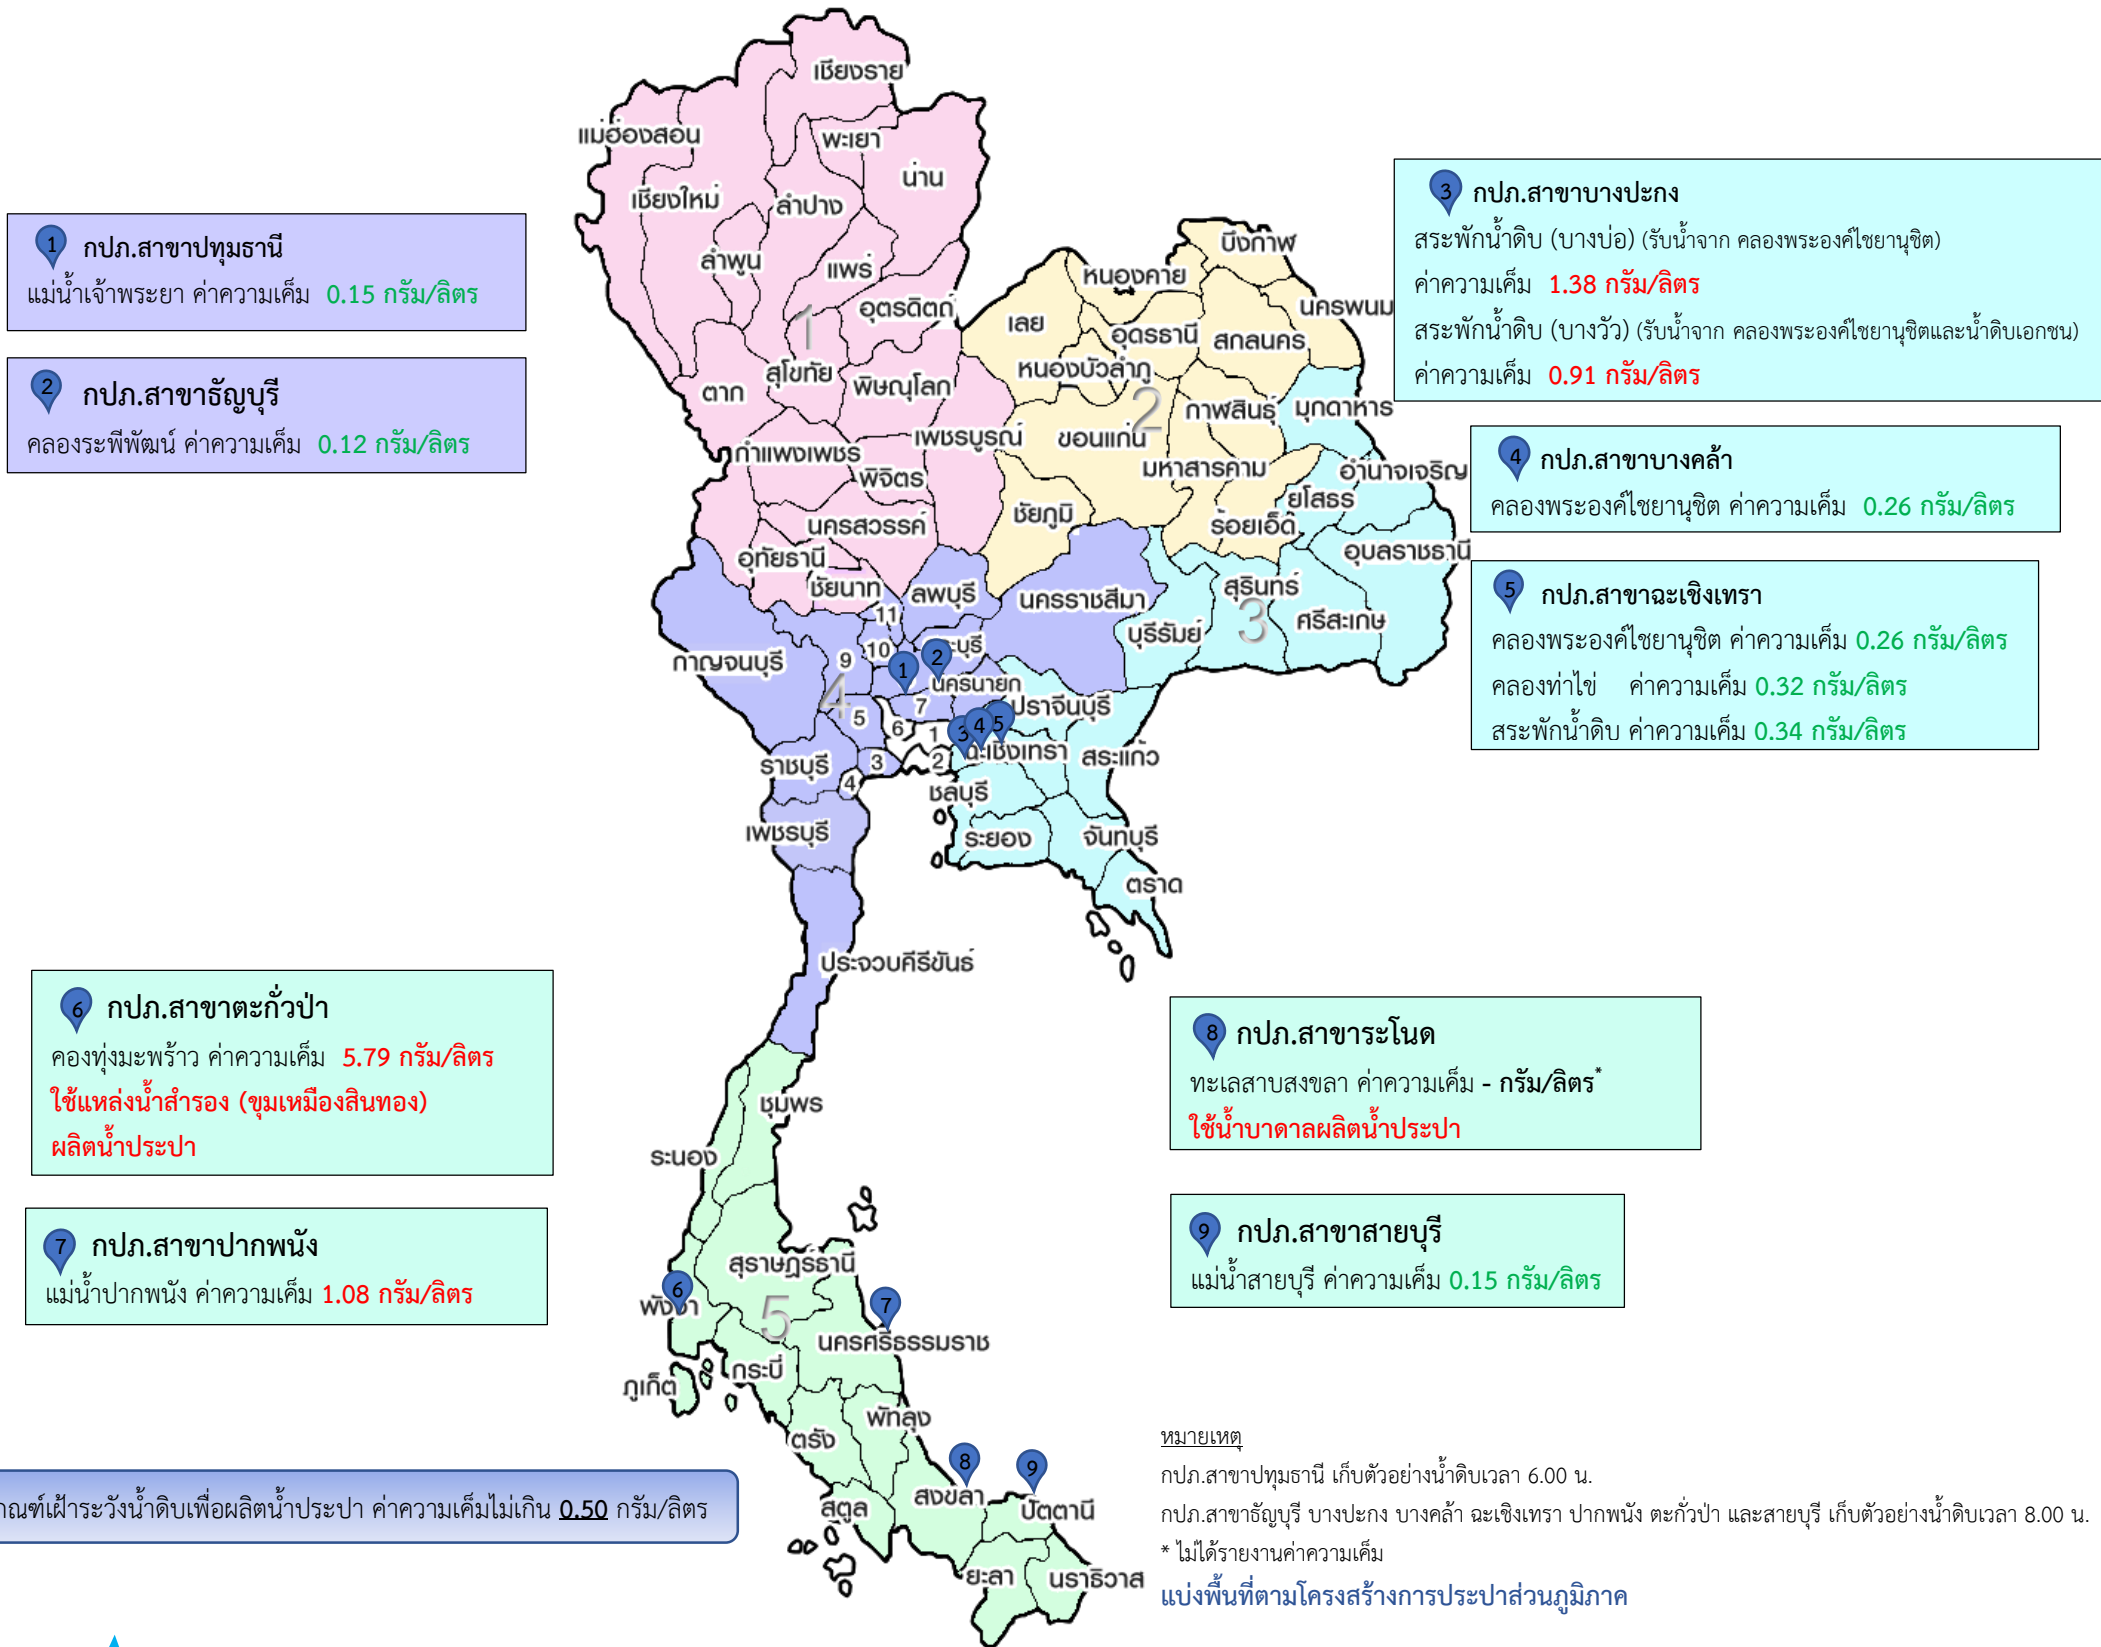 เชียงราย
แม่ฮ่องสอน
พะเยา
น่าน
เชียงใหม่
ลำปาง
ลำพูน
แพร่
อุตรดิตถ์
1
สุโขทัย
ตาก
พิษณุโลก
กำแพงเพชร
เพชรบูรณ์
พิจิตร
นครสวรรค์
อุทัยธานี
ชัยนาท
บึงกาฬ
หนองคาย
นครพนม
เลย
อุดรธานี
สกลนคร
หนองบัวลำภู
2
กาฬสินธุ์
มุกดาหาร
ขอนแก่น
มหาสารคาม
อำนาจเจริญ
ยโสธร
ชัยภูมิ
ร้อยเอ็ด
อุบลราชธานี
ลพบุรี
นครราชสีมา
สุรินทร์
3
ศรีสะเกษ
บุรีรัมย์
11
10
9
กาญจนบุรี
4
1
2
ะบุรี
นครนายก
7
5
6
1
2
3
4
ปราจีนบุรี
3
4
5
ฉะเชิงเทรา
สระแก้ว
ราชบุรี
ชลบุรี
เพชรบุรี
ระยอง
จันทบุรี
ตราด
ประจวบคีรีขันธ์
ชุมพร
ระนอง
สุราษฎร์ธานี
6
พังงา
5
7
นครศรีธรรมราช
กระบี่
ภูเก็ต
พัทลุง
ตรัง
8
9
สงขลา
ปัตตานี
สตูล
ยะลา
นราธิวาส
1 กปภ.สาขาปทุมธานี
แม่น้ำเจ้าพระยา ค่าความเค็ม 0.15 กรัม/ลิตร
2 กปภ.สาขาธัญบุรี
คลองระพีพัฒน์ ค่าความเค็ม 0.12 กรัม/ลิตร
3 กปภ.สาขาบางปะกง
สระพักน้ำดิบ (บางบ่อ) (รับน้ำจาก คลองพระองค์ไชยานุชิต)
ค่าความเค็ม 1.38 กรัม/ลิตร
สระพักน้ำดิบ (บางวัว) (รับน้ำจาก คลองพระองค์ไชยานุชิตและน้ำดิบเอกชน)
ค่าความเค็ม 0.91 กรัม/ลิตร
4 กปภ.สาขาบางคล้า
คลองพระองค์ไชยานุชิต ค่าความเค็ม 0.26 กรัม/ลิตร
5 กปภ.สาขาฉะเชิงเทรา
คลองพระองค์ไชยานุชิต ค่าความเค็ม 0.26 กรัม/ลิตร
คลองท่าไข่ ค่าความเค็ม 0.32 กรัม/ลิตร
สระพักน้ำดิบ ค่าความเค็ม 0.34 กรัม/ลิตร
6 กปภ.สาขาตะกั่วป่า
คองทุ่งมะพร้าว ค่าความเค็ม 5.79 กรัม/ลิตร
ใช้แหล่งน้ำสำรอง (ขุมเหมืองสินทอง)
ผลิตน้ำประปา
7 กปภ.สาขาปากพนัง
แม่น้ำปากพนัง ค่าความเค็ม 1.08 กรัม/ลิตร
8 กปภ.สาขาระโนด
ทะเลสาบสงขลา ค่าความเค็ม - กรัม/ลิตร*
ใช้น้ำบาดาลผลิตน้ำประปา
9 กปภ.สาขาสายบุรี
แม่น้ำสายบุรี ค่าความเค็ม 0.15 กรัม/ลิตร
ณฑ์เฝ้าระวังน้ำดิบเพื่อผลิตน้ำประปา ค่าความเค็มไม่เกิน 0.50 กรัม/ลิตร
หมายเหตุ
กปภ.สาขาปทุมธานี เก็บตัวอย่างน้ำดิบเวลา 6.00 น.
กปภ.สาขาธัญบุรี บางปะกง บางคล้า ฉะเชิงเทรา ปากพนัง ตะกั่วป่า และสายบุรี เก็บตัวอย่างน้ำดิบเวลา 8.00 น.
* ไม่ได้รายงานค่าความเค็ม
แบ่งพื้นที่ตามโครงสร้างการประปาส่วนภูมิภาค